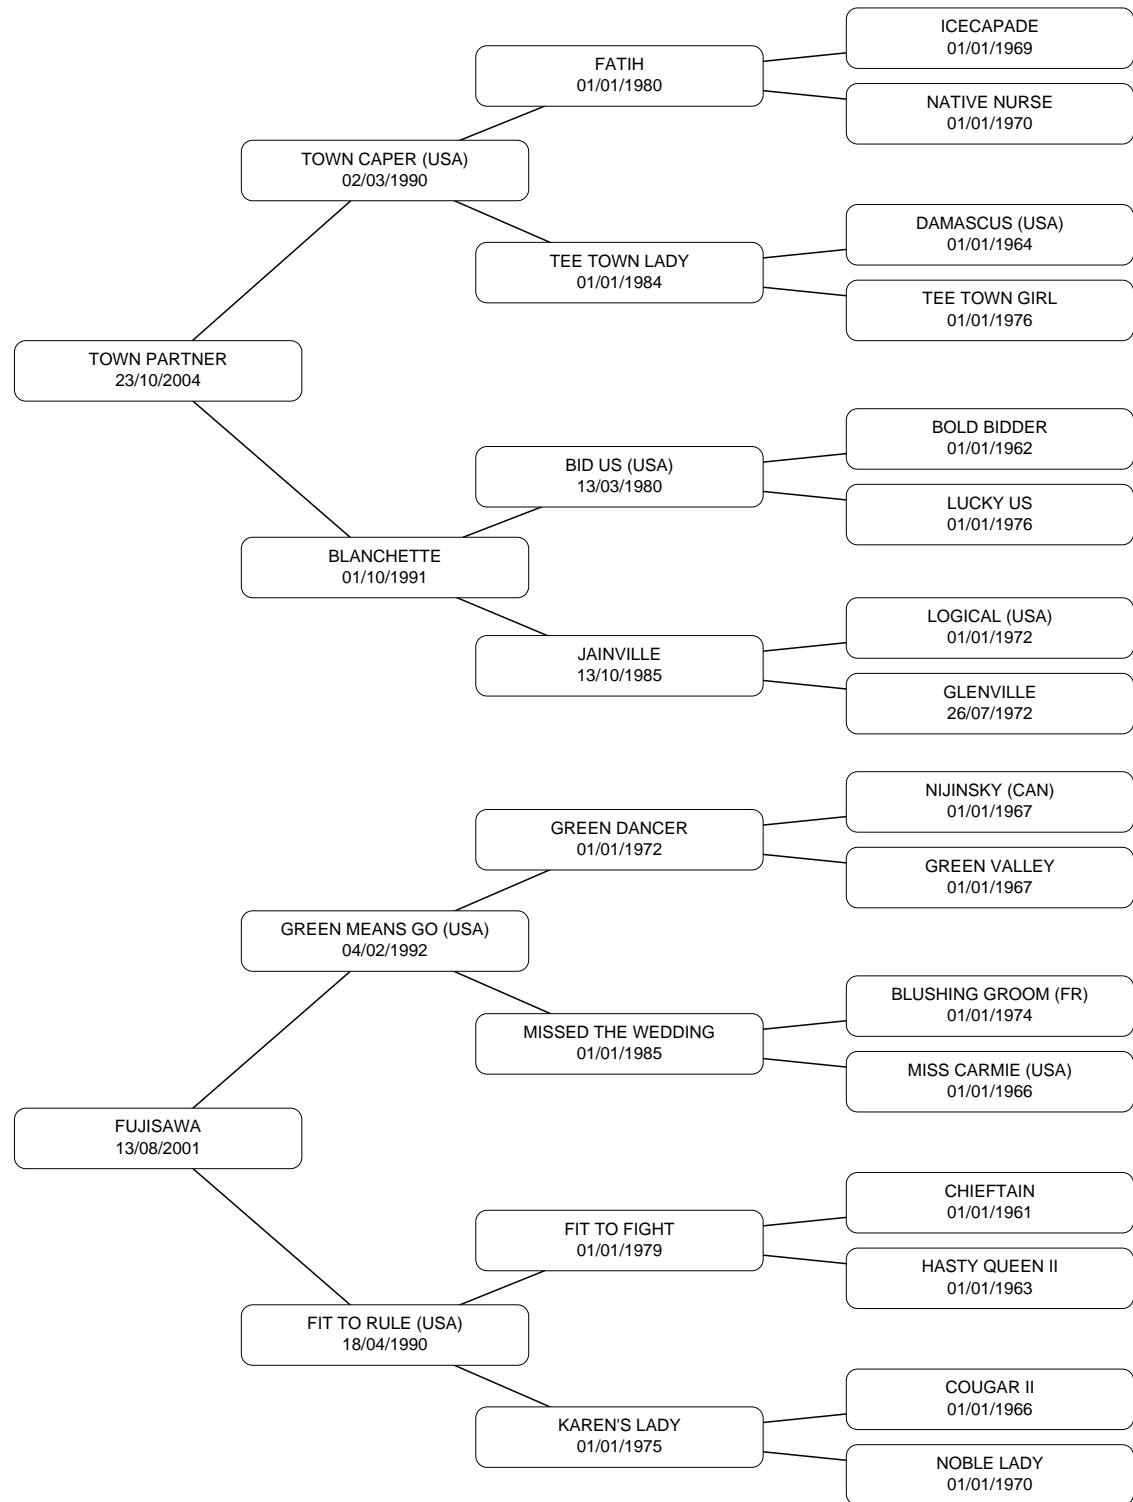 ICECAPADE
01/01/1969
FATIH
01/01/1980
NATIVE NURSE
01/01/1970
TOWN CAPER (USA)
02/03/1990
DAMASCUS (USA)
01/01/1964
TEE TOWN LADY
01/01/1984
TEE TOWN GIRL
01/01/1976
TOWN PARTNER
23/10/2004
BOLD BIDDER
01/01/1962
BID US (USA)
13/03/1980
LUCKY US
01/01/1976
BLANCHETTE
01/10/1991
LOGICAL (USA)
01/01/1972
JAINVILLE
13/10/1985
GLENVILLE
26/07/1972
NIJINSKY (CAN)
01/01/1967
GREEN DANCER
01/01/1972
GREEN VALLEY
01/01/1967
GREEN MEANS GO (USA)
04/02/1992
BLUSHING GROOM (FR)
01/01/1974
MISSED THE WEDDING
01/01/1985
MISS CARMIE (USA)
01/01/1966
FUJISAWA
13/08/2001
CHIEFTAIN
01/01/1961
FIT TO FIGHT
01/01/1979
HASTY QUEEN II
01/01/1963
FIT TO RULE (USA)
18/04/1990
COUGAR II
01/01/1966
KAREN'S LADY
01/01/1975
NOBLE LADY
01/01/1970